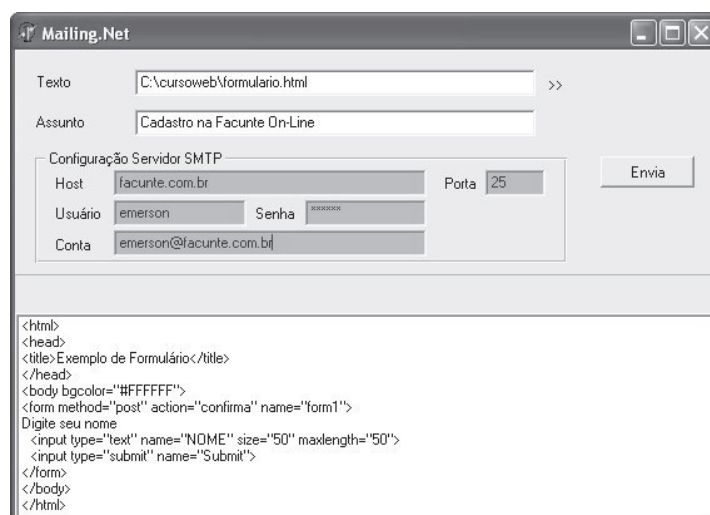 Mailing.Net
Texto C:\cursoweb\formulario.html >>
Assunto Cadastro na Facunte On-Line
Configuração Servidor SMTP
Host facunte.com.br Porta 25
Envia
Usuário emerson Senha ××××××
Conta emerson@facunte.com.br
<html>
<head>
<title>Exemplo de Formulário</title>
</head>
<body bgcolor="#FFFFFF">
<form method="post" action="confirma" name="form1">
Digite seu nome
<input type="text" name="NOME" size="50" maxlength="50">
<input type="submit" name="Submit">
</form>
</body>
</html>